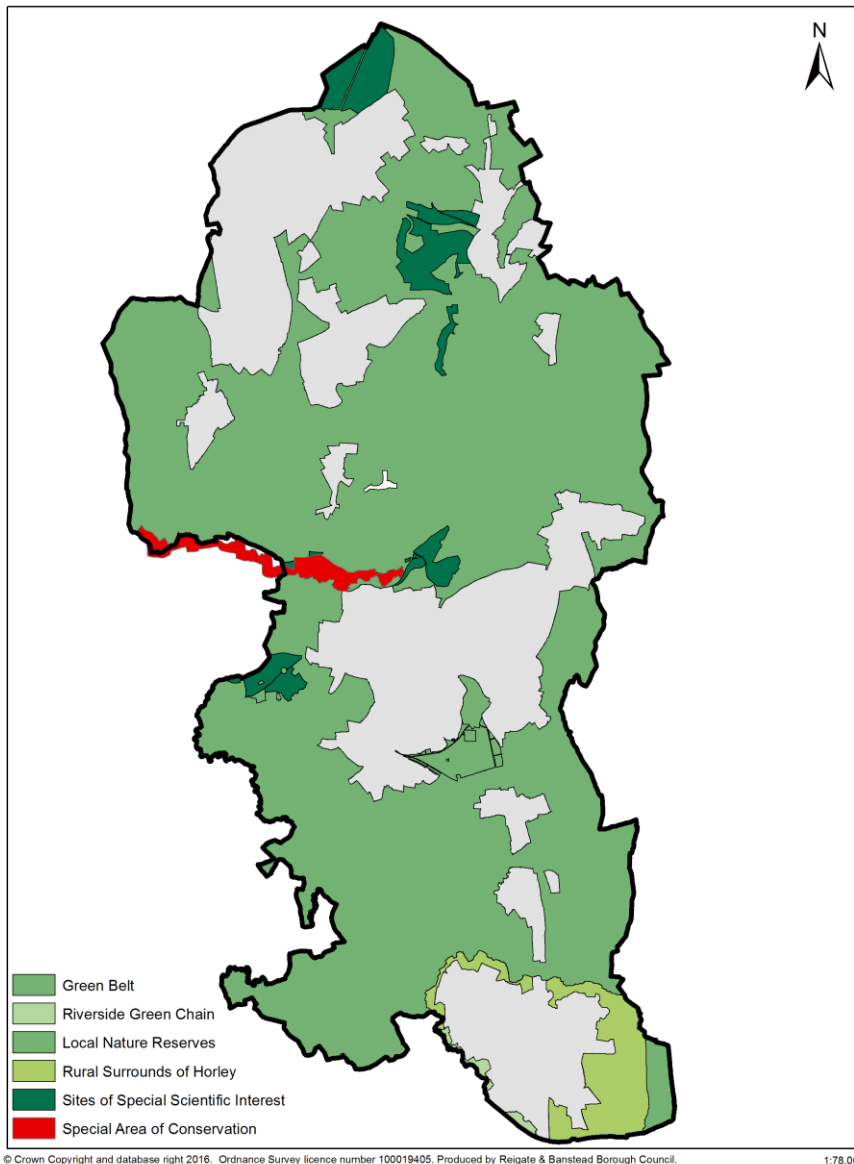 N
Green Belt
Riverside Green Chain
Local Nature Reserves
Rural Surrounds of Horley
Sites of Special Scientific Interest
Special Area of Conservation
© Crown Copyright and database right 2016. Ordnance Survey licence number 100019405. Produced by Reigate & Banstead Borough Council.